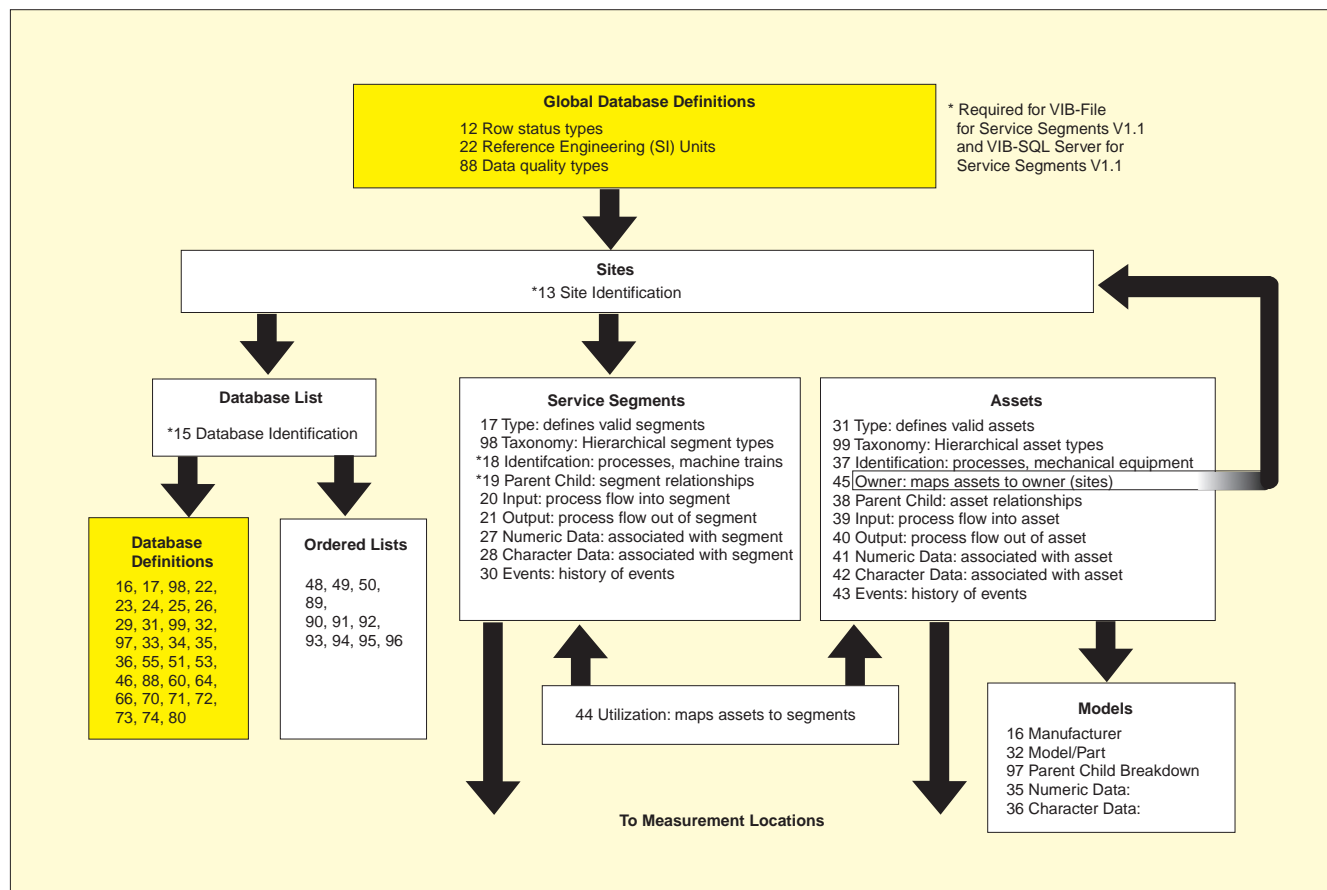 Global Database Definitions
12 Row status types
22 Reference Engineering (SI) Units
88 Data quality types
* Required for VIB-File
for Service Segments V1.1
and VIB-SQL Server for
Service Segments V1.1
Sites
*13 Site Identification
Database List
*15 Database Identification
Service Segments
17 Type: defines valid segments
98 Taxonomy: Hierarchical segment types
*18 Identifcation: processes, machine trains
*19 Parent Child: segment relationships
20 Input: process flow into segment
21 Output: process flow out of segment
27 Numeric Data: associated with segment
28 Character Data: associated with segment
30 Events: history of events
Assets
31 Type: defines valid assets
99 Taxonomy: Hierarchical asset types
37 Identification: processes, mechanical equipment
45 Owner: maps assets to owner (sites)
38 Parent Child: asset relationships
39 Input: process flow into asset
40 Output: process flow out of asset
41 Numeric Data: associated with asset
42 Character Data: associated with asset
43 Events: history of events
Database
Definitions
16, 17, 98, 22,
23, 24, 25, 26,
29, 31, 99, 32,
97, 33, 34, 35,
36, 55, 51, 53,
46, 88, 60, 64,
66, 70, 71, 72,
73, 74, 80
Ordered Lists
48, 49, 50,
89,
90, 91, 92,
93, 94, 95, 96
44 Utilization: maps assets to segments
Models
16 Manufacturer
32 Model/Part
97 Parent Child Breakdown
35 Numeric Data:
36 Character Data:
To Measurement Locations